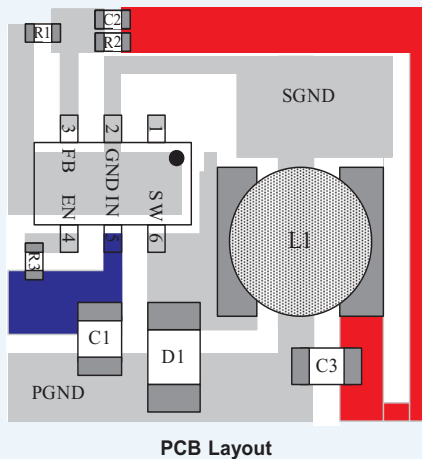 C2
R1
R2
SGND
3 2 1
FB GND IN
EN SW
4 5 6
R3
L1
C1
D1
C3
PGND
PCB Layout